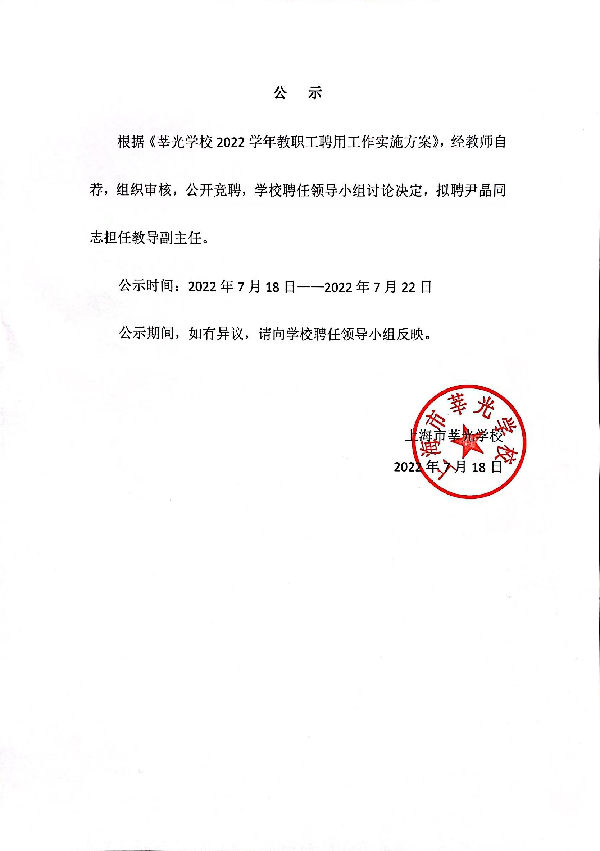 公 示
根据《莘光学校 2022 学年教职工聘用工作实施方案》，经教师自
荐，组织审核，公开竞聘，学校聘任领导小组讨论决定，拟聘尹晶同
志担任教导副主任。
公示时间：2022 年 7 月 18 日——2022 年 7 月 22 日
公示期间，如有异议，请向学校聘任领导小组反映。
上海市莘光学校
2022 年 7 月 18 日
上海市莘光学校